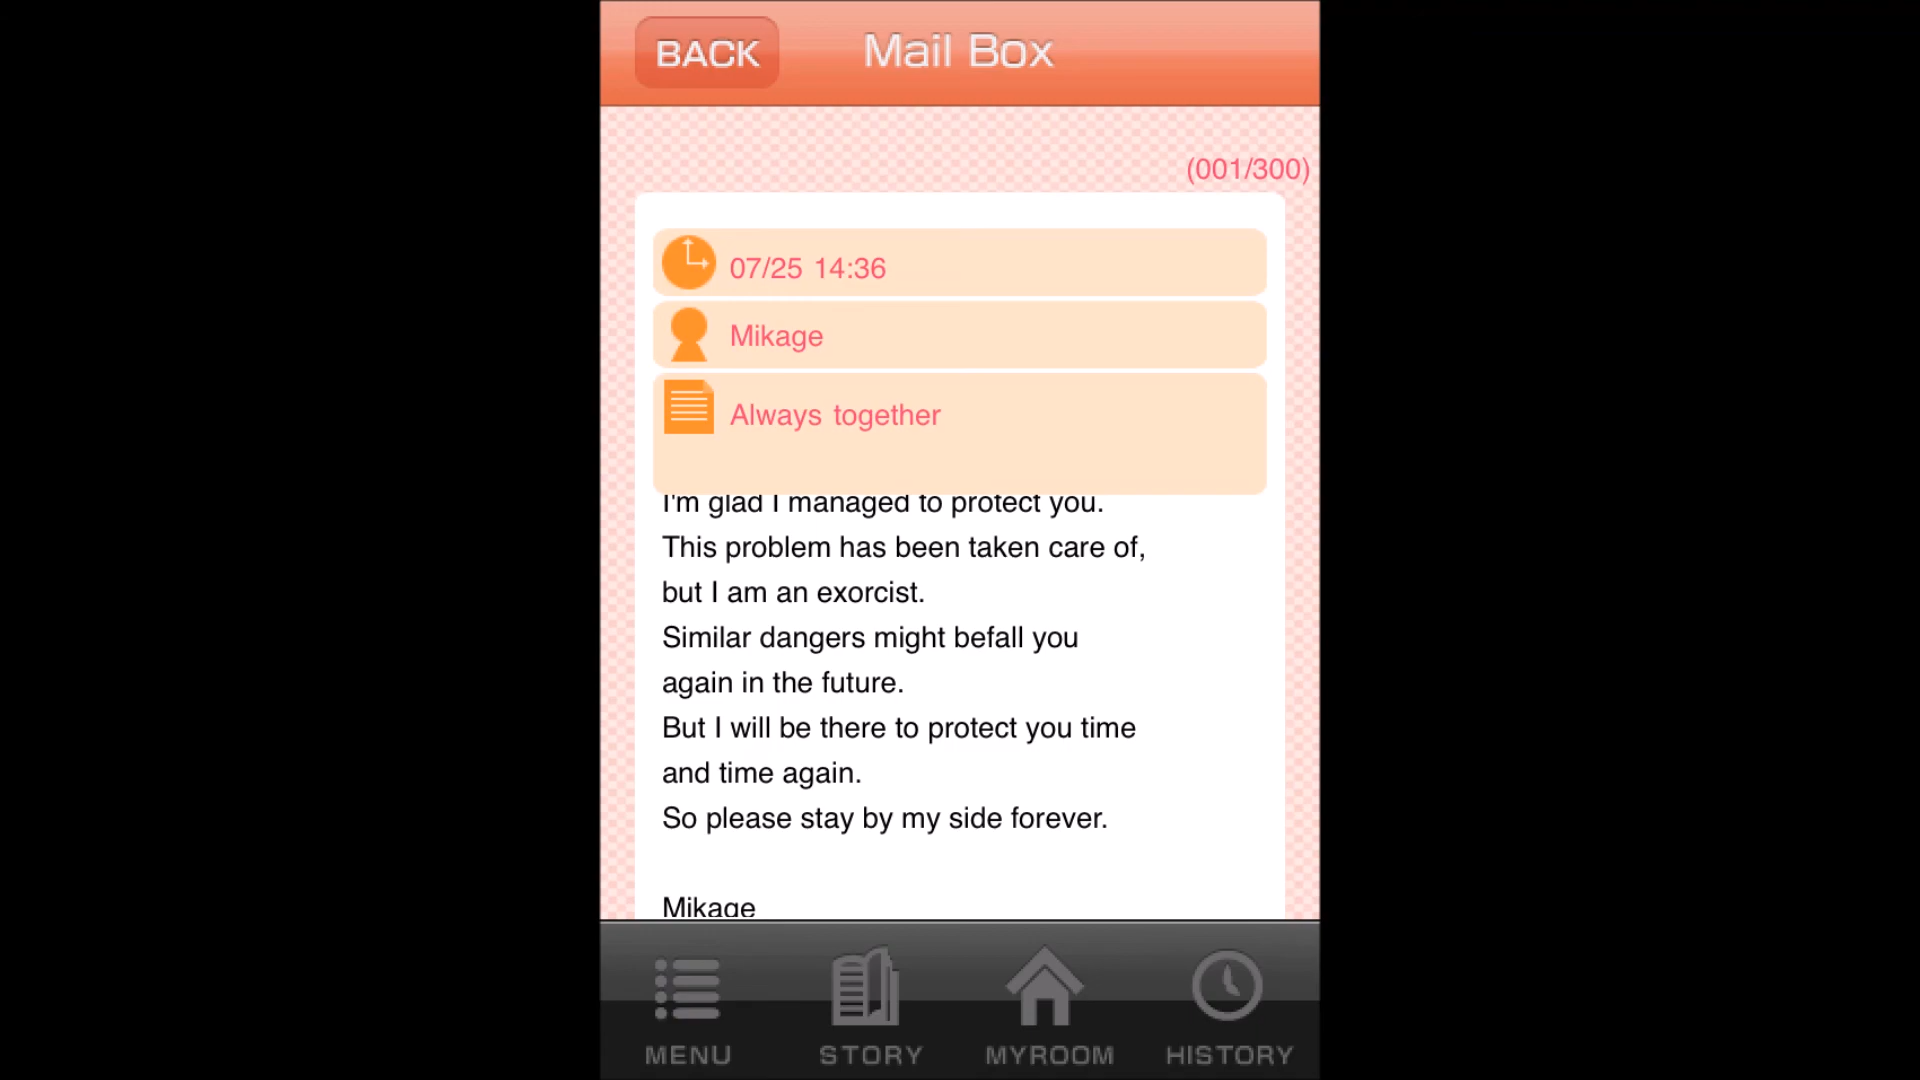 BACK
Mail Box
(001/300)
07/25 14:36
Mikage
Always together
I'm glad I managed to protect you.
This problem has been taken care of,
but I am an exorcist.
Similar dangers might befall you
again in the future.
But I will be there to protect you time
and time again.
So please stay by my side forever.
Mikage
MENU
STORY
MYROOM
HISTORY